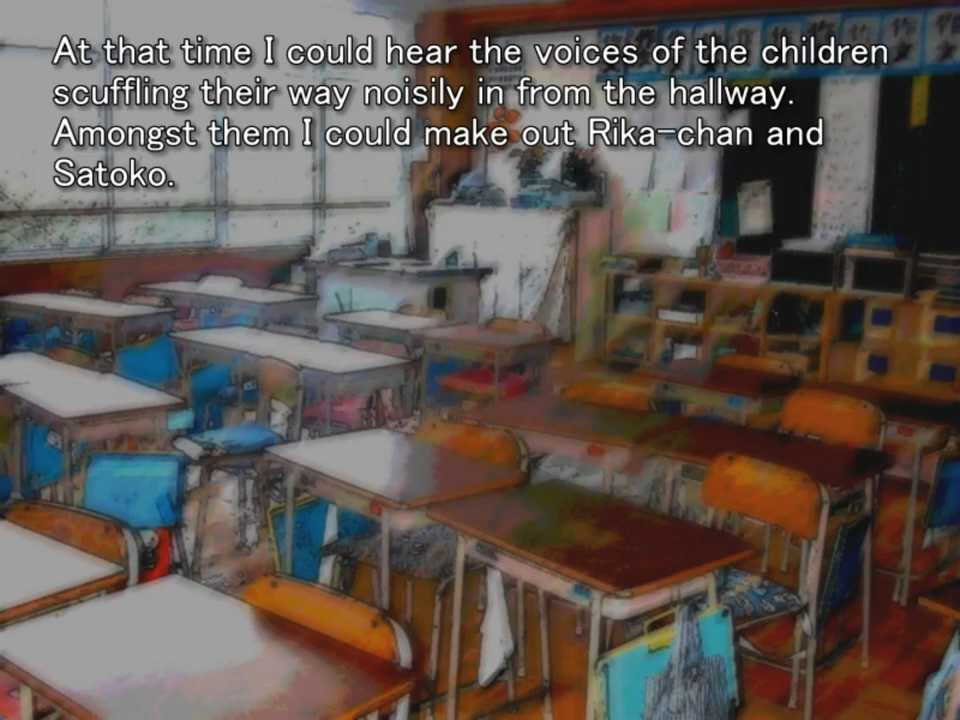 At that time I could hear the voices of the children
scuffling their way noisily in from the hallway.
Amongst them I could make out Rika-chan and
Satoko.